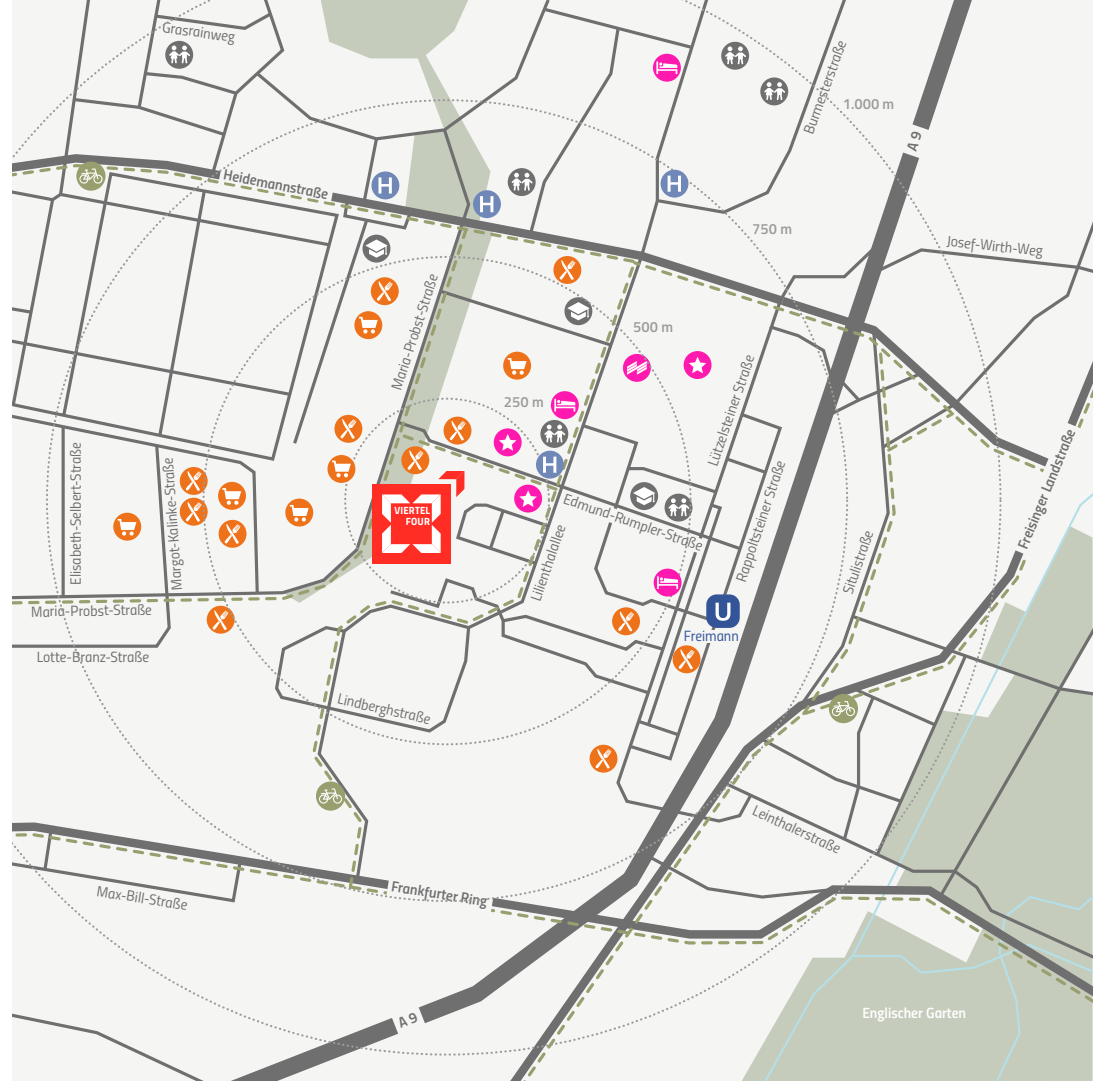 Grasrainweg
Burmesterstraße
1.000 m
A 9
H
H
H
Heidemannstraße
750 m
Josef-Wirth-Weg
Maria-Probst-Straße
500 m
Lützelsteiner Straße
250 m
H
Elisabeth-Selbert-Straße
Margot-Kalinke-Straße
VIERTEL
FOUR
Edmund-Rumpler-Straße
Rappoltsteiner Straße
Freisinger Landstraße
Lilienthalallee
Situlistraße
Maria-Probst-Straße
U
Freimann
Lotte-Branz-Straße
Lindberghstraße
Leinthalerstraße
Max-Bill-Straße
Frankfurter Ring
A 9
Englischer Garten